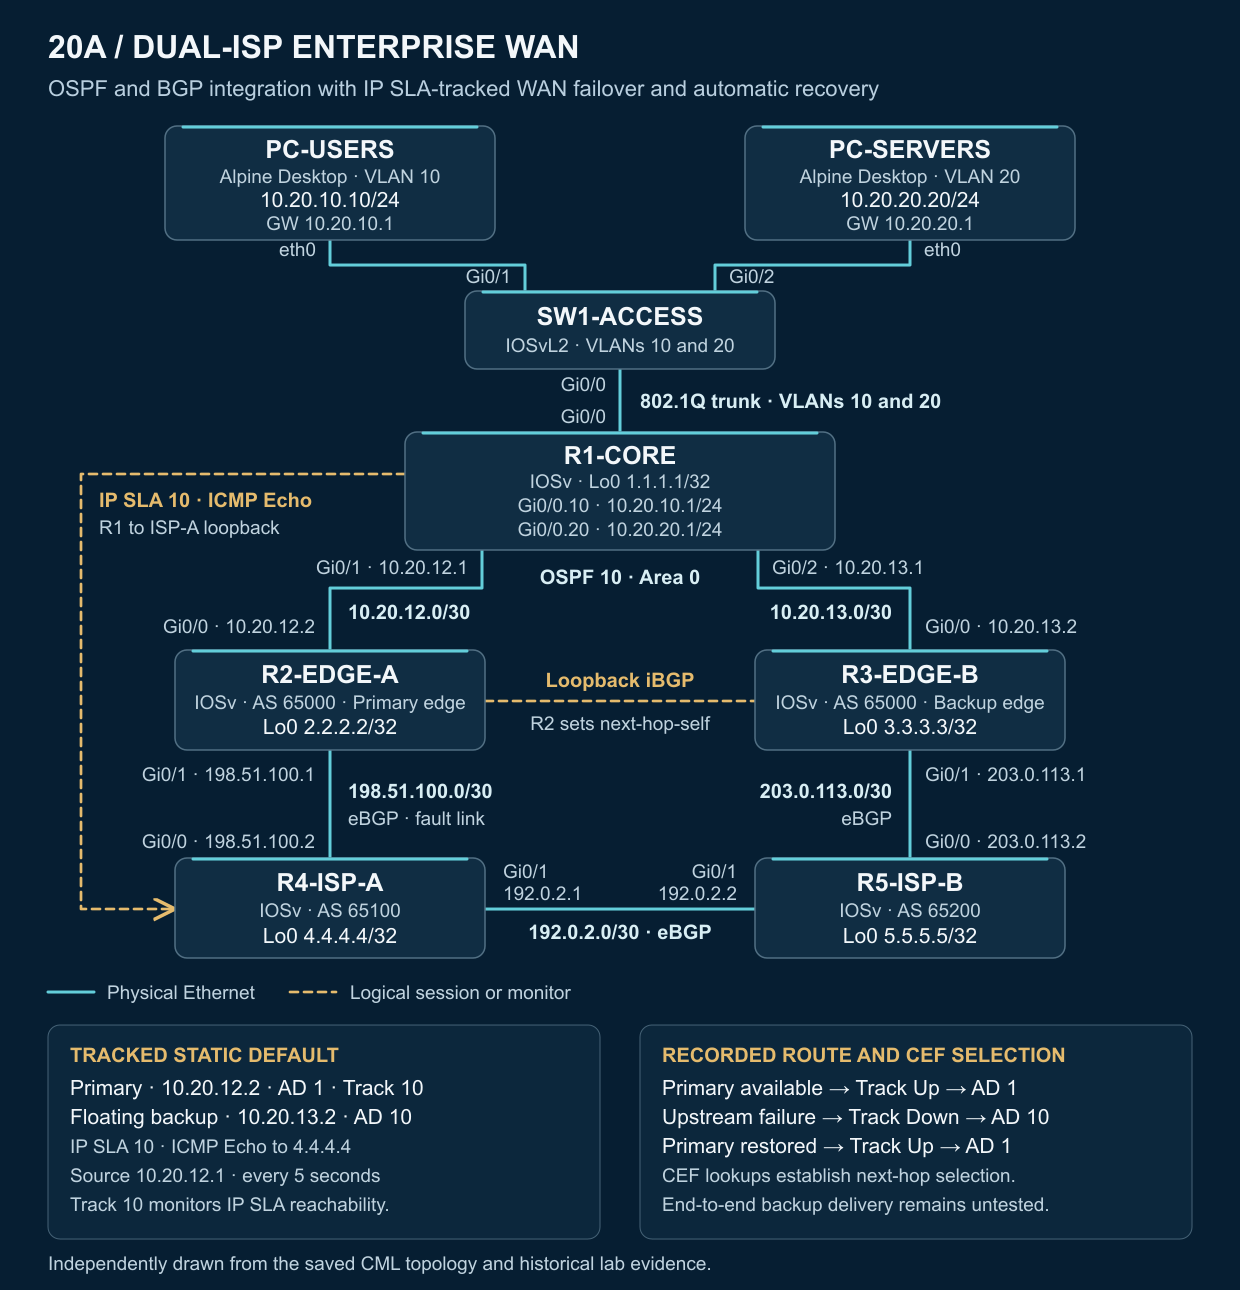 20A / DUAL-ISP ENTERPRISE WAN
OSPF and BGP integration with IP SLA-tracked WAN failover and automatic recovery
PC-USERS
Alpine Desktop · VLAN 10
10.20.10.10/24
GW 10.20.10.1
eth0
PC-SERVERS
Alpine Desktop · VLAN 20
10.20.20.20/24
GW 10.20.20.1
eth0
Gi0/1
Gi0/2
SW1-ACCESS
IOSvL2 · VLANs 10 and 20
Gi0/0
802.1Q trunk · VLANs 10 and 20
Gi0/0
R1-CORE
IOSv · Lo0 1.1.1.1/32
Gi0/0.10 · 10.20.10.1/24
Gi0/0.20 · 10.20.20.1/24
IP SLA 10 · ICMP Echo
R1 to ISP-A loopback
Gi0/1 · 10.20.12.1
OSPF 10 · Area 0
Gi0/2 · 10.20.13.1
10.20.12.0/30
10.20.13.0/30
Gi0/0 · 10.20.12.2
Gi0/0 · 10.20.13.2
R2-EDGE-A
IOSv · AS 65000 · Primary edge
Lo0 2.2.2.2/32
Loopback iBGP
R2 sets next-hop-self
R3-EDGE-B
IOSv · AS 65000 · Backup edge
Lo0 3.3.3.3/32
Gi0/1 · 198.51.100.1
198.51.100.0/30
eBGP · fault link
Gi0/0 · 198.51.100.2
Gi0/1 · 203.0.113.1
203.0.113.0/30
eBGP
Gi0/0 · 203.0.113.2
R4-ISP-A
IOSv · AS 65100
Lo0 4.4.4.4/32
Gi0/1
192.0.2.1
Gi0/1
192.0.2.2
192.0.2.0/30 · eBGP
R5-ISP-B
IOSv · AS 65200
Lo0 5.5.5.5/32
Physical Ethernet
Logical session or monitor
TRACKED STATIC DEFAULT
Primary · 10.20.12.2 · AD 1 · Track 10
Floating backup · 10.20.13.2 · AD 10
IP SLA 10 · ICMP Echo to 4.4.4.4
Source 10.20.12.1 · every 5 seconds
Track 10 monitors IP SLA reachability.
RECORDED ROUTE AND CEF SELECTION
Primary available → Track Up → AD 1
Upstream failure → Track Down → AD 10
Primary restored → Track Up → AD 1
CEF lookups establish next-hop selection.
End-to-end backup delivery remains untested.
Independently drawn from the saved CML topology and historical lab evidence.